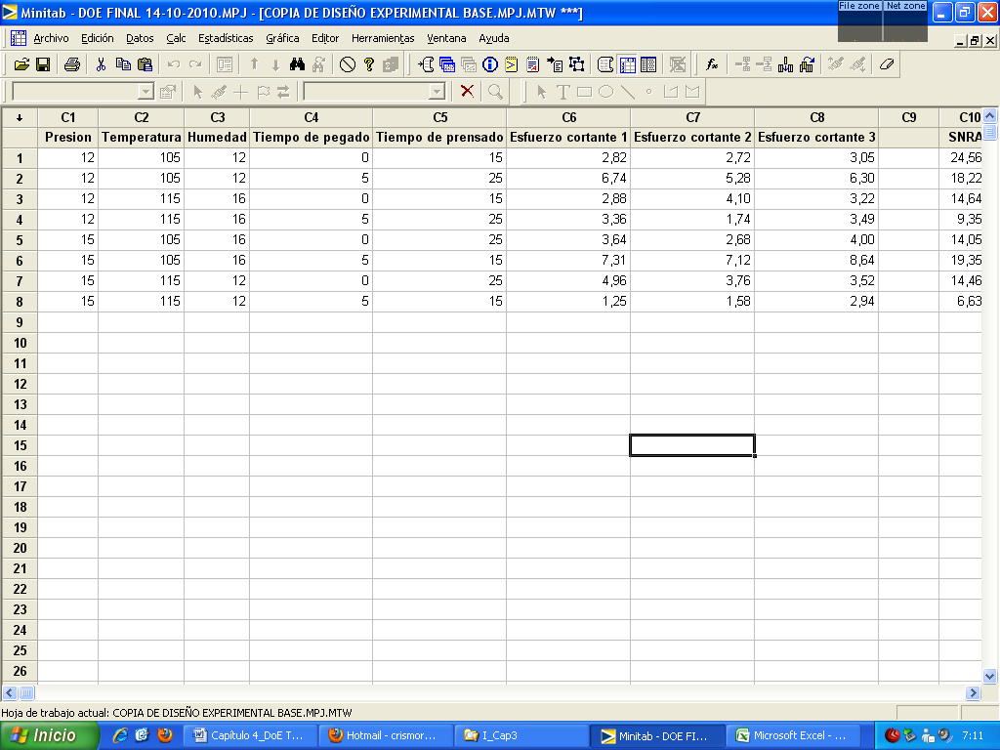 Minitab - DOE FINAL 14-10-2010.MPJ - [COPIA DE DISEÑO EXPERIMENTAL BASE.MPJ.MTW ***]
File zone Net zone
Archivo Edición Datos Calc Estadísticas Gráfica Editor Herramientas Ventana Ayuda
C1 C2 C3 C4 C5 C6 C7 C8 C9 C10
Presion Temperatura Humedad Tiempo de pegado Tiempo de prensado Esfuerzo cortante 1 Esfuerzo cortante 2 Esfuerzo cortante 3 SNRA
1 12 105 12 0 15 2,82 2,72 3,05 24,56
2 12 105 12 5 25 6,74 5,28 6,30 18,22
3 12 115 16 0 15 2,88 4,10 3,22 14,64
4 12 115 16 5 25 3,36 1,74 3,49 9,35
5 15 105 16 0 25 3,64 2,68 4,00 14,05
6 15 105 16 5 15 7,31 7,12 8,64 19,35
7 15 115 12 0 25 4,96 3,76 3,52 14,46
8 15 115 12 5 15 1,25 1,58 2,94 6,63
9
10
11
12
13
14
15
16
17
18
19
20
21
22
23
24
25
26
Hoja de trabajo actual: COPIA DE DISEÑO EXPERIMENTAL BASE.MPJ.MTW
Inicio Capítulo 4_DoE T... Hotmail - crismor... I_Cap3 Minitab - DOE FI... Microsoft Excel - ... 7:11